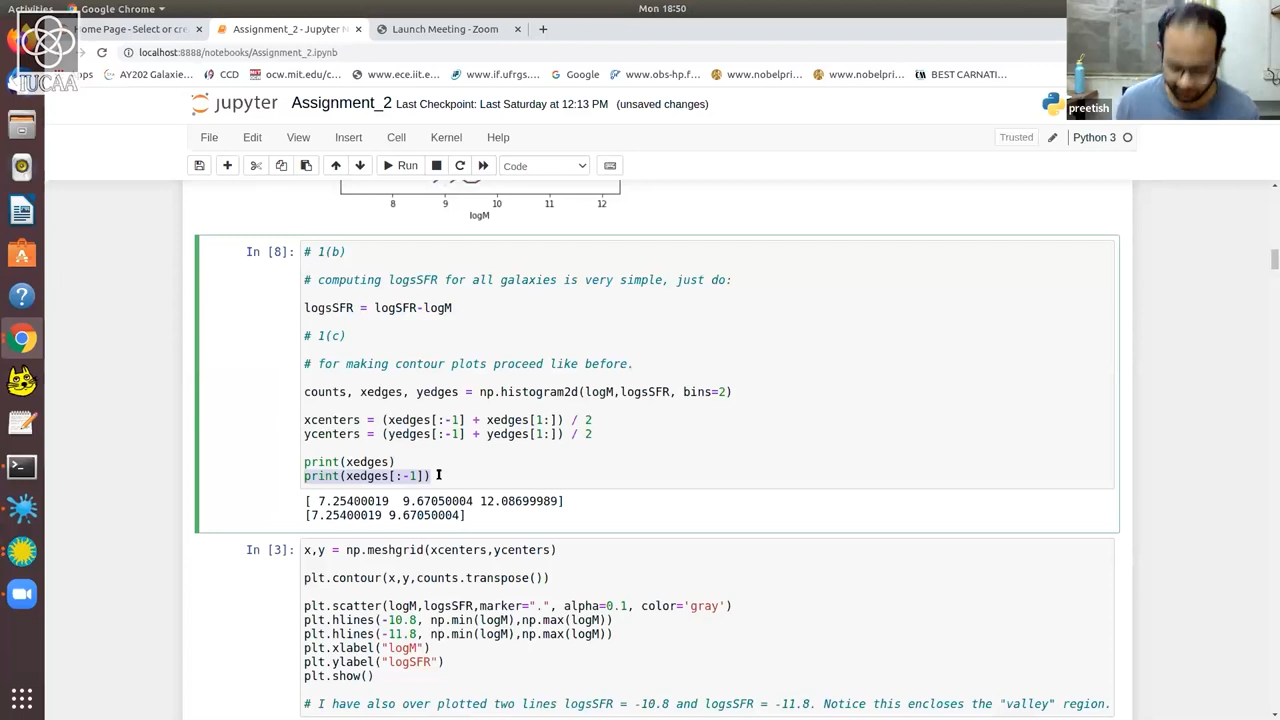 Activities
Google Chrome
Mon 18:50
Home Page - Select or cre
Assignment_2 - Jupyter N
Launch Meeting - Zoom
localhost:8888/notebooks/Assignment_2.ipynb
AY202 Galaxie…
CCD
ocw.mit.edu/c…
www.ece.iit.e…
www.if.ufrgs.…
Google
www.obs-hp.f…
www.nobelpri…
www.nobelpri…
BEST CARNATI…
IUCAA
preetish
jupyter
Assignment_2 Last Checkpoint: Last Saturday at 12:13 PM (unsaved changes)
File Edit View Insert Cell Kernel Help
Trusted
Python 3
Run
Code
8 9 10 11 12
logM
In [8]:
# 1(b)
# computing logsSFR for all galaxies is very simple, just do:
logsSFR = logSFR-logM
# 1(c)
# for making contour plots proceed like before.
counts, xedges, yedges = np.histogram2d(logM,logsSFR, bins=2)
xcenters = (xedges[:-1] + xedges[1:]) / 2
ycenters = (yedges[:-1] + yedges[1:]) / 2
print(xedges)
print(xedges[:-1])
[ 7.25400019  9.67050004 12.08699989]
[7.25400019 9.67050004]
In [3]:
x,y = np.meshgrid(xcenters,ycenters)
plt.contour(x,y,counts.transpose())
plt.scatter(logM,logsSFR,marker=".", alpha=0.1, color='gray')
plt.hlines(-10.8, np.min(logM),np.max(logM))
plt.hlines(-11.8, np.min(logM),np.max(logM))
plt.xlabel("logM")
plt.ylabel("logSFR")
plt.show()
# I have also over plotted two lines logsSFR = -10.8 and logsSFR = -11.8. Notice this encloses the "valley" region.